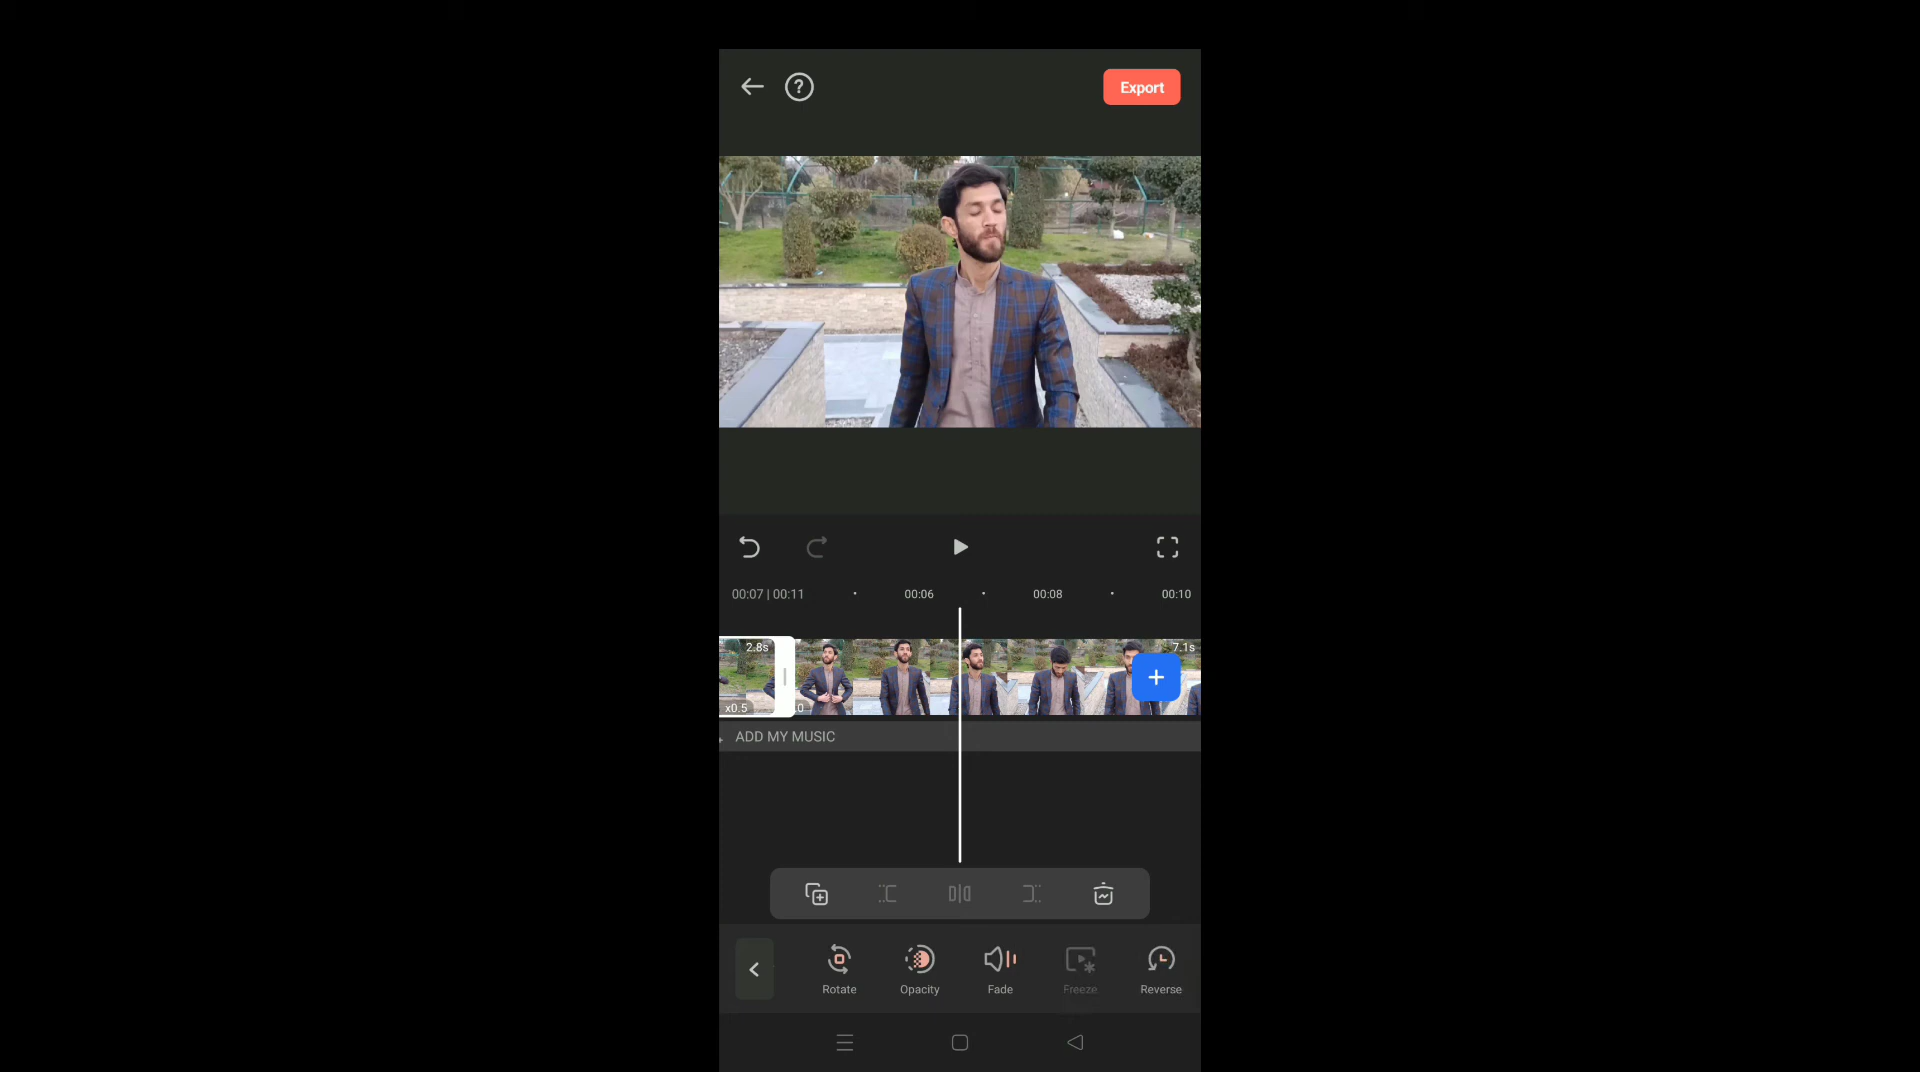 ?
Export
00:07 | 00:11
00:06
00:08
00:10
2.8s
7.1s
x0.5
.0
ADD MY MUSIC
Rotate
Opacity
Fade
Freeze
Reverse